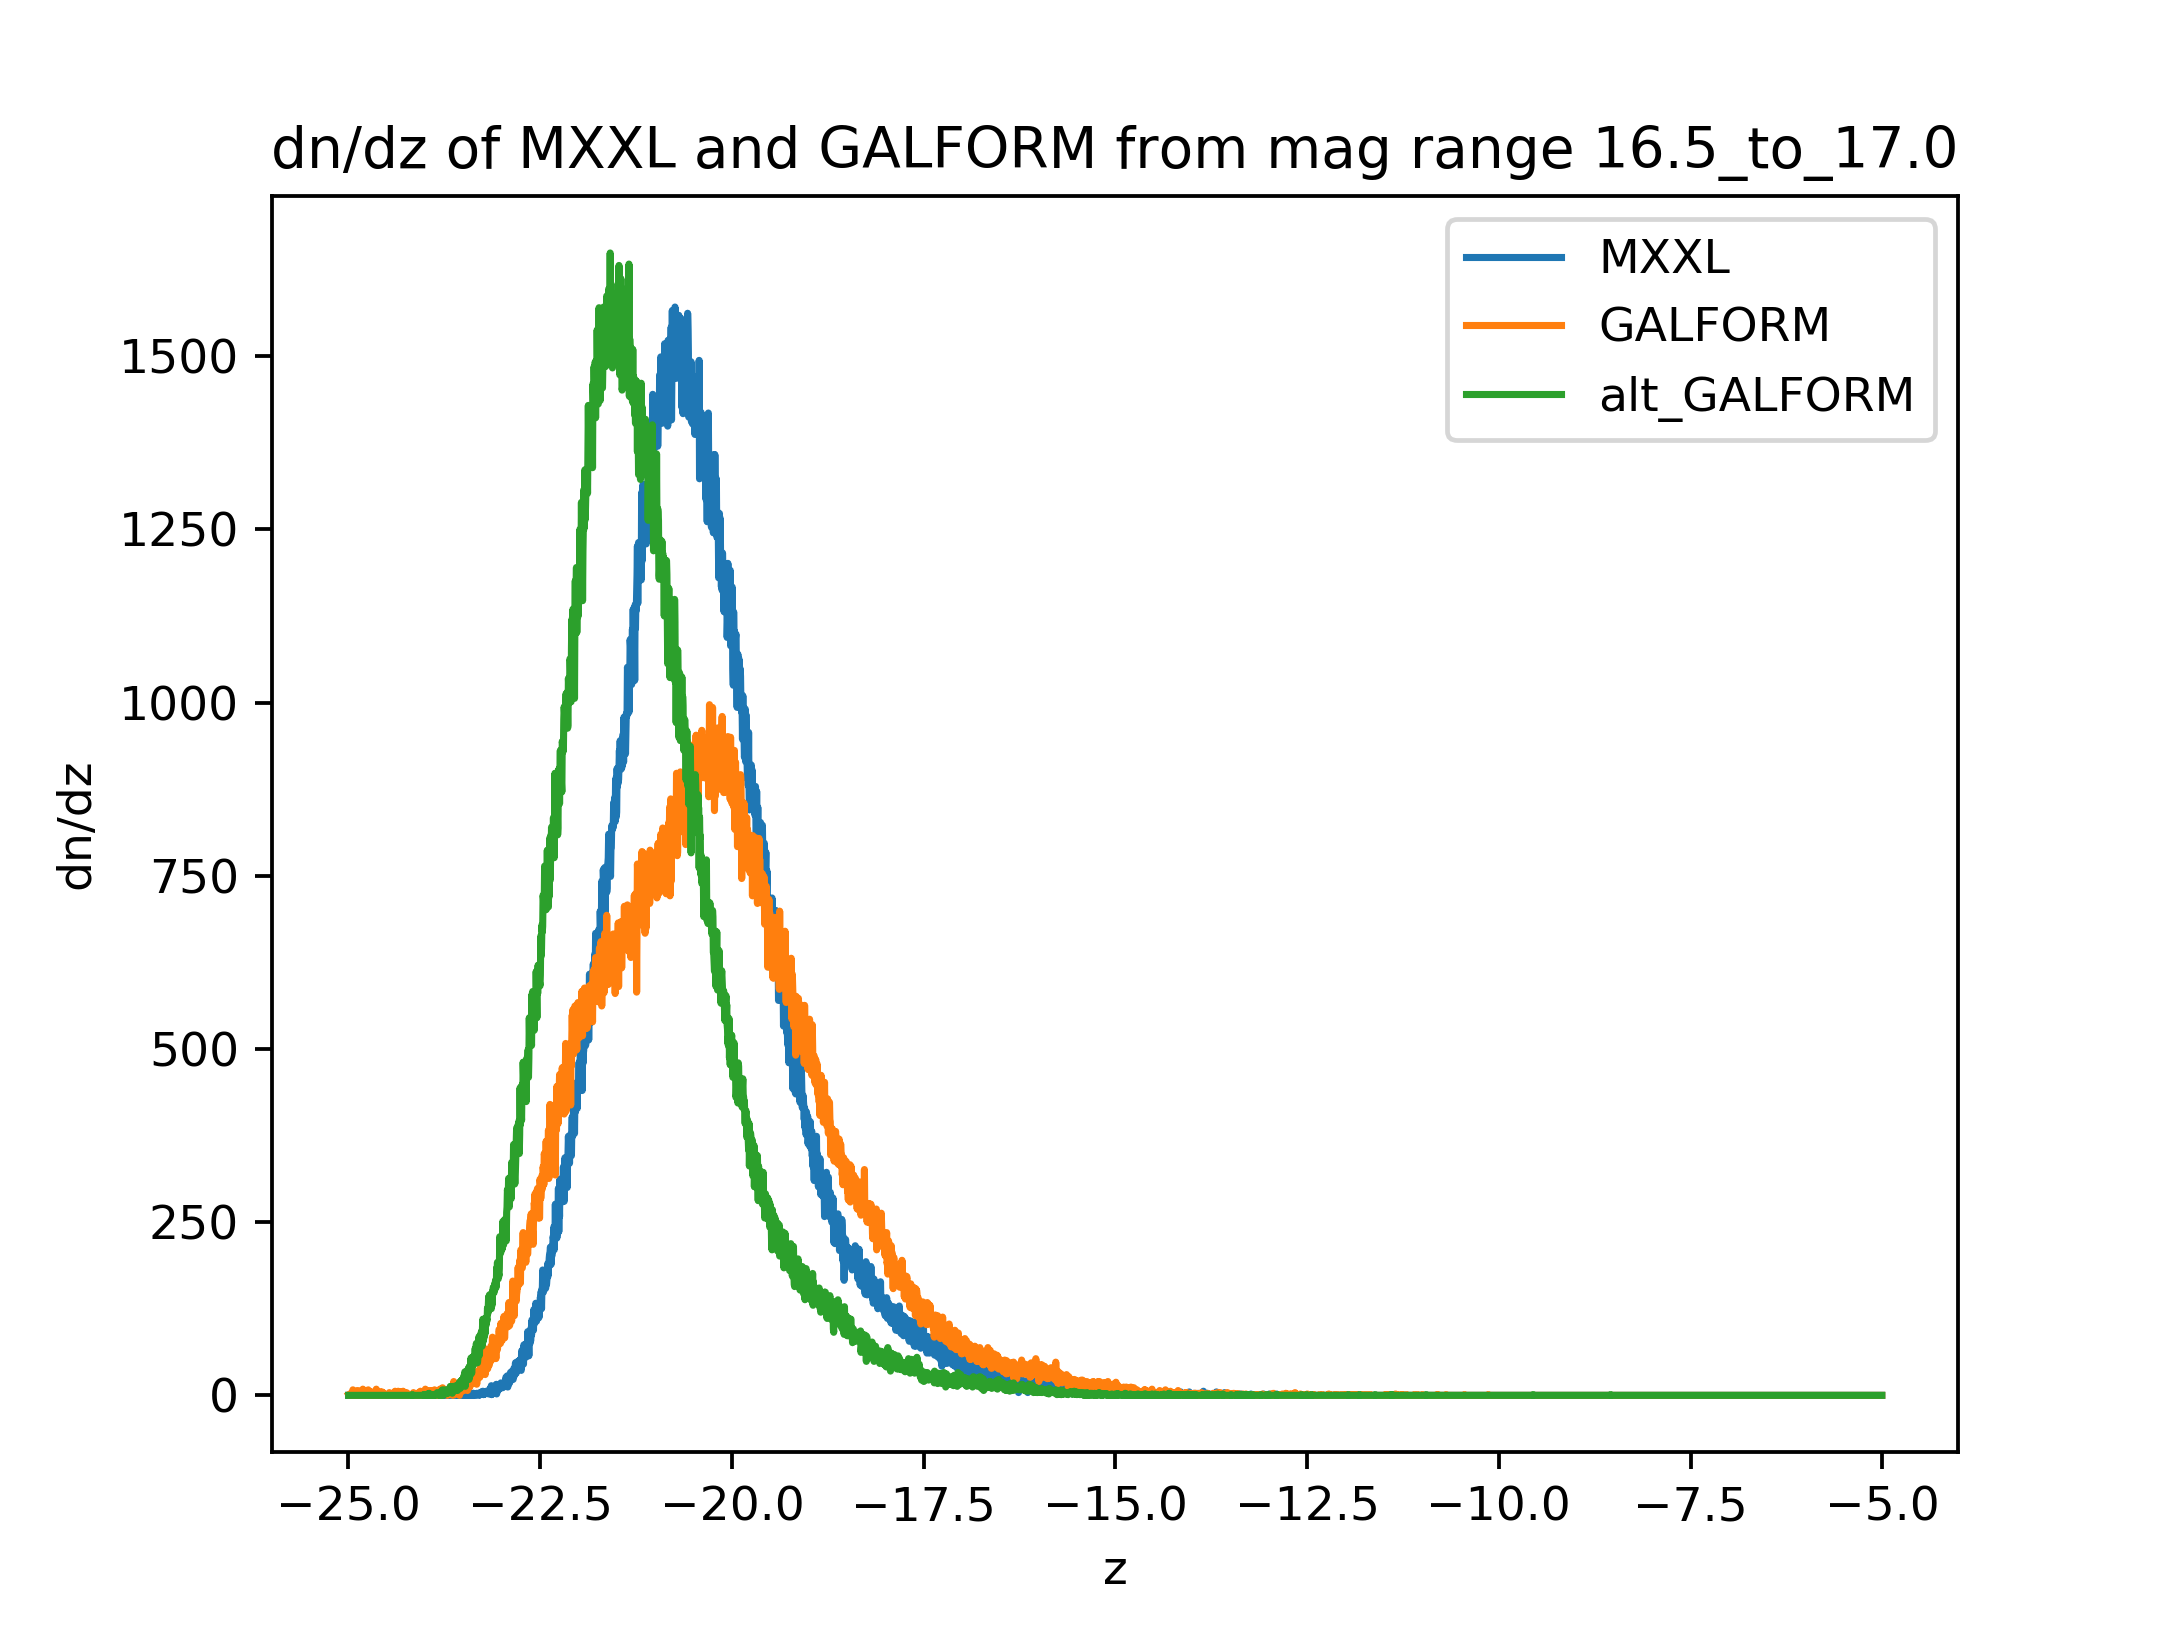 dn/dz of MXXL and GALFORM from mag range 16.5_to_17.0
MXXL
GALFORM
alt_GALFORM
dn/dz
1500
1250
1000
750
500
250
0
−25.0 −22.5 −20.0 −17.5 −15.0 −12.5 −10.0 −7.5 −5.0
z